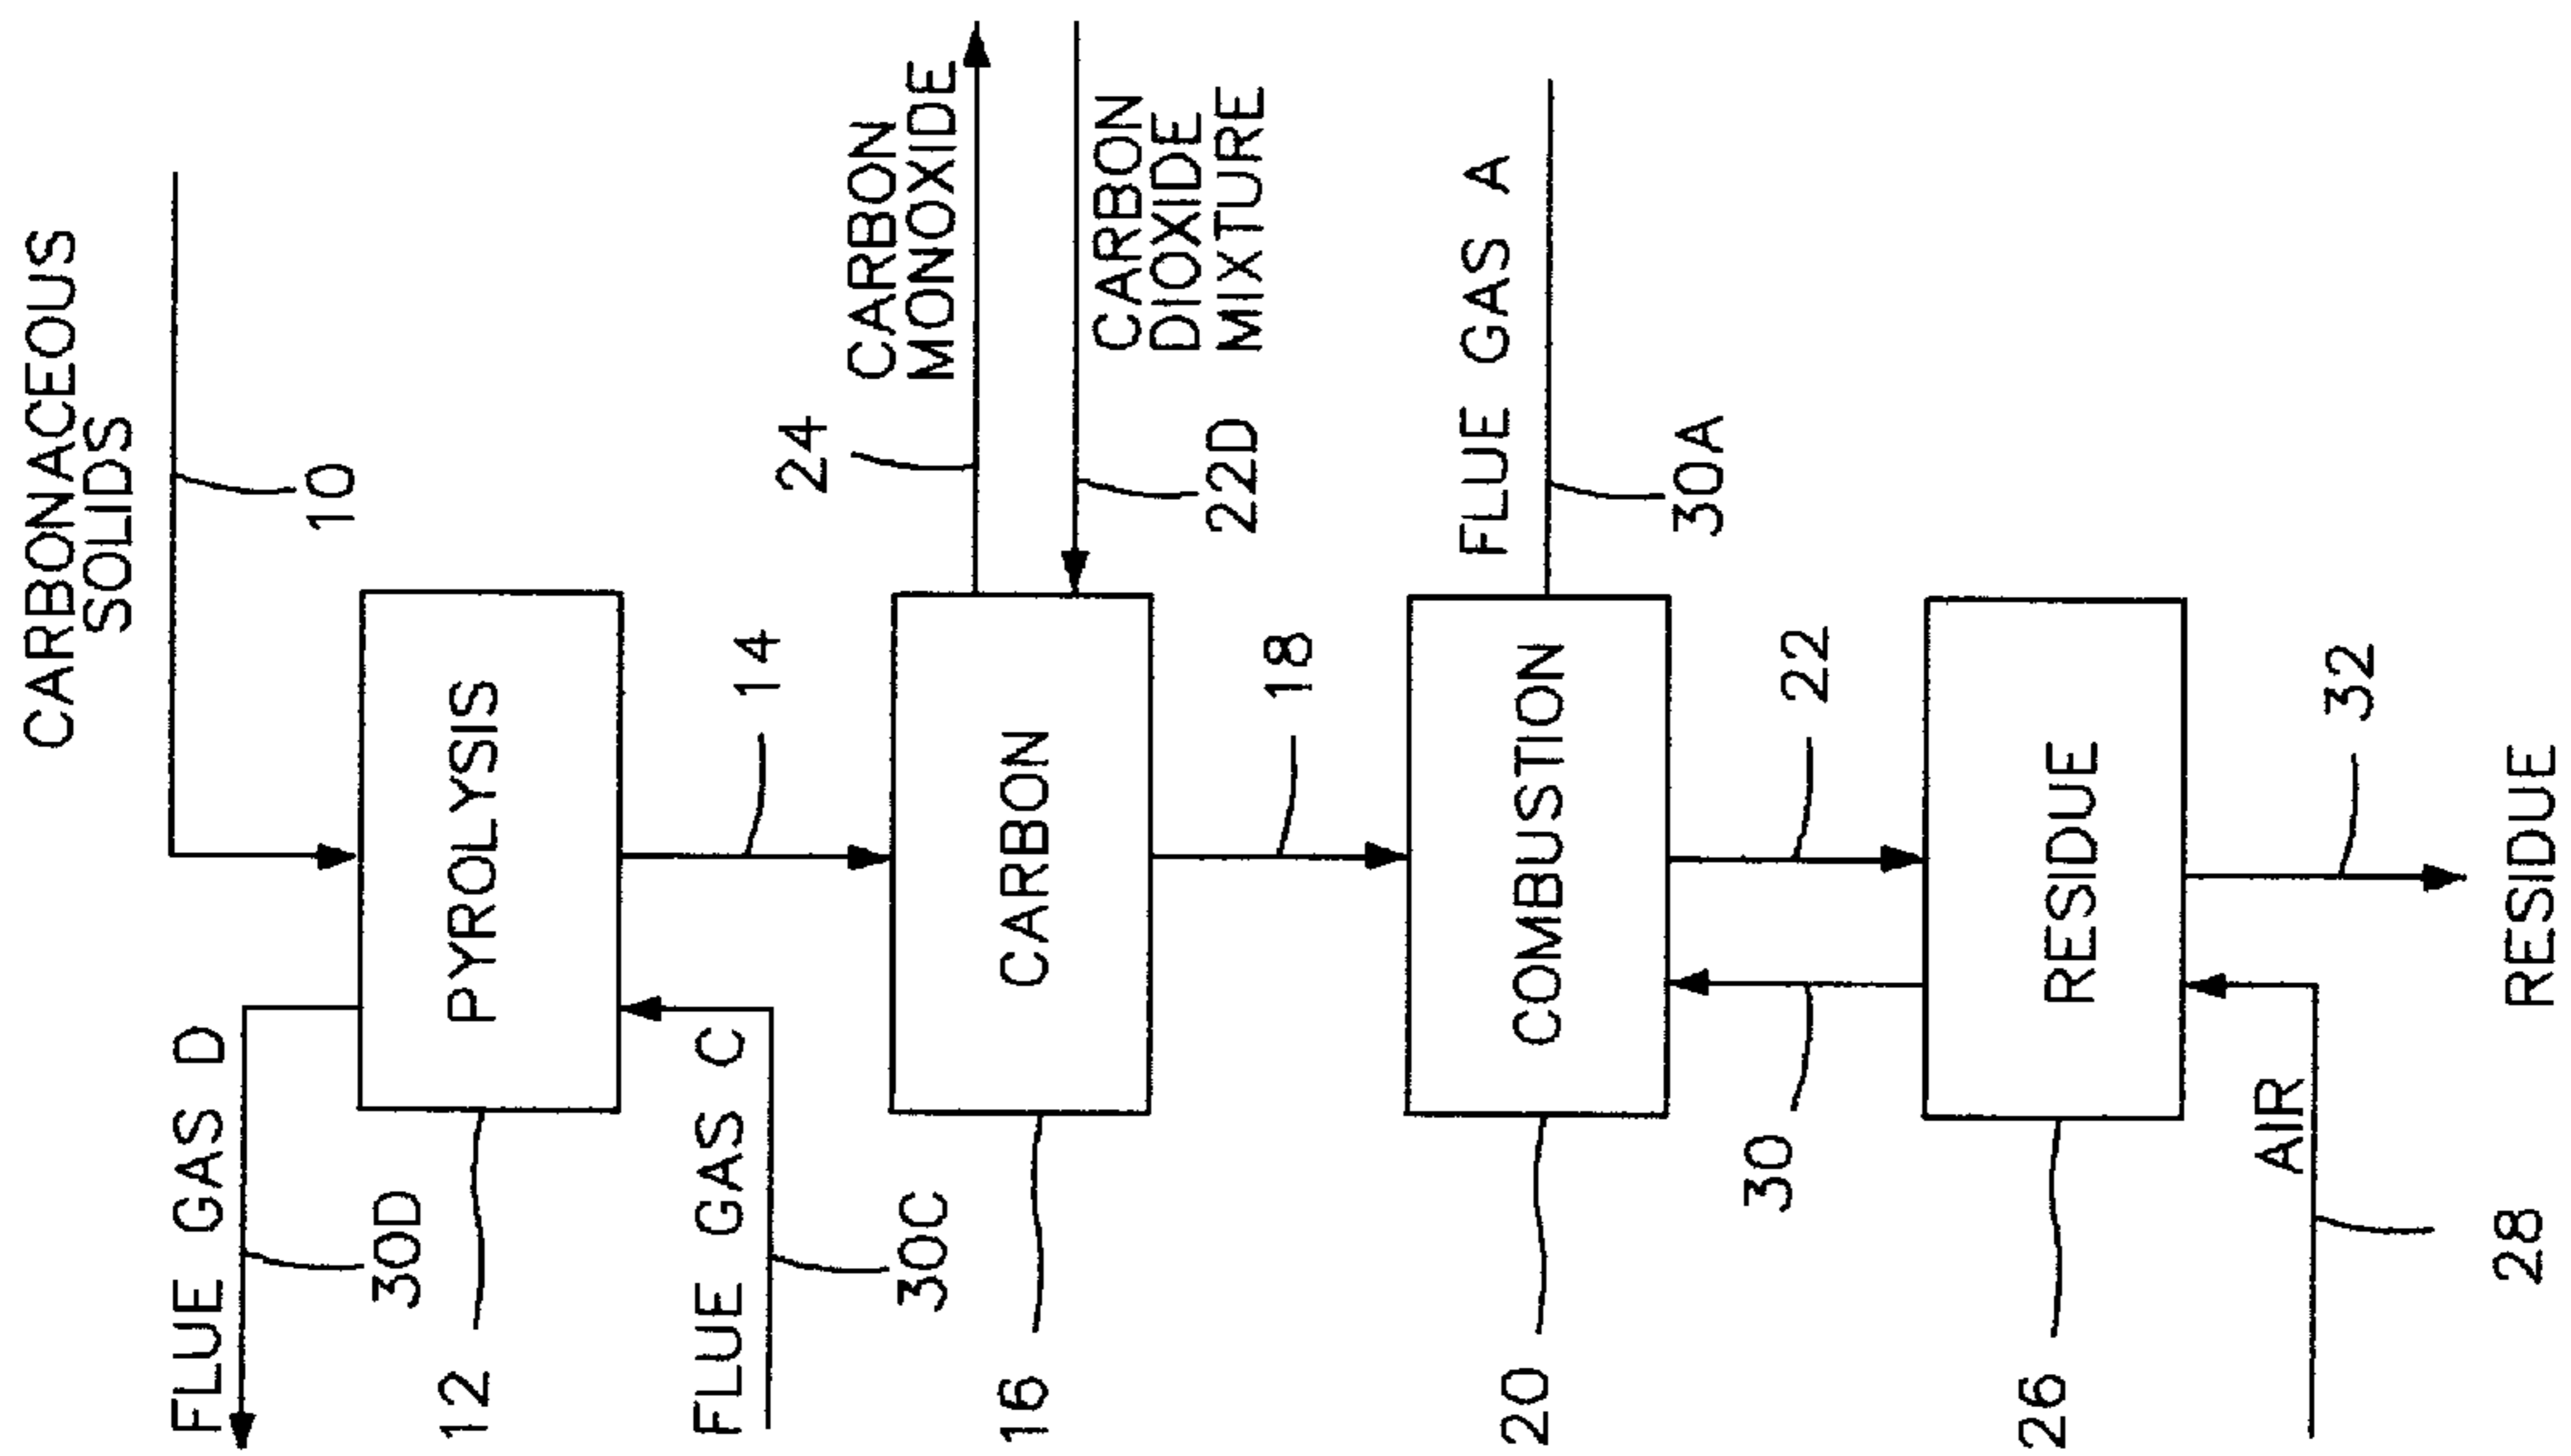 CARBONACEOUS
SOLIDS
10
FLUE GAS D
30D
PYROLYSIS
12
14
FLUE GAS C
30C
CARBON
MONOXIDE
24
CARBON
DIOXIDE
MIXTURE
22D
CARBON
16
18
FLUE GAS A
30A
COMBUSTION
20
22
30
RESIDUE
26
AIR
28
32
RESIDUE